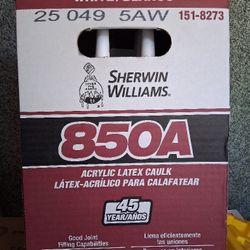 25 049 5AW 151-8273
SHERWIN
WILLIAMS.
850A
ACRYLIC LATEX CAULK
LÁTEX-ACRÍLICO PARA CALAFATEAR
45
YEAR/AÑOS
Good Joint
Filling Capabilities
Llena eficientemente
las uniones